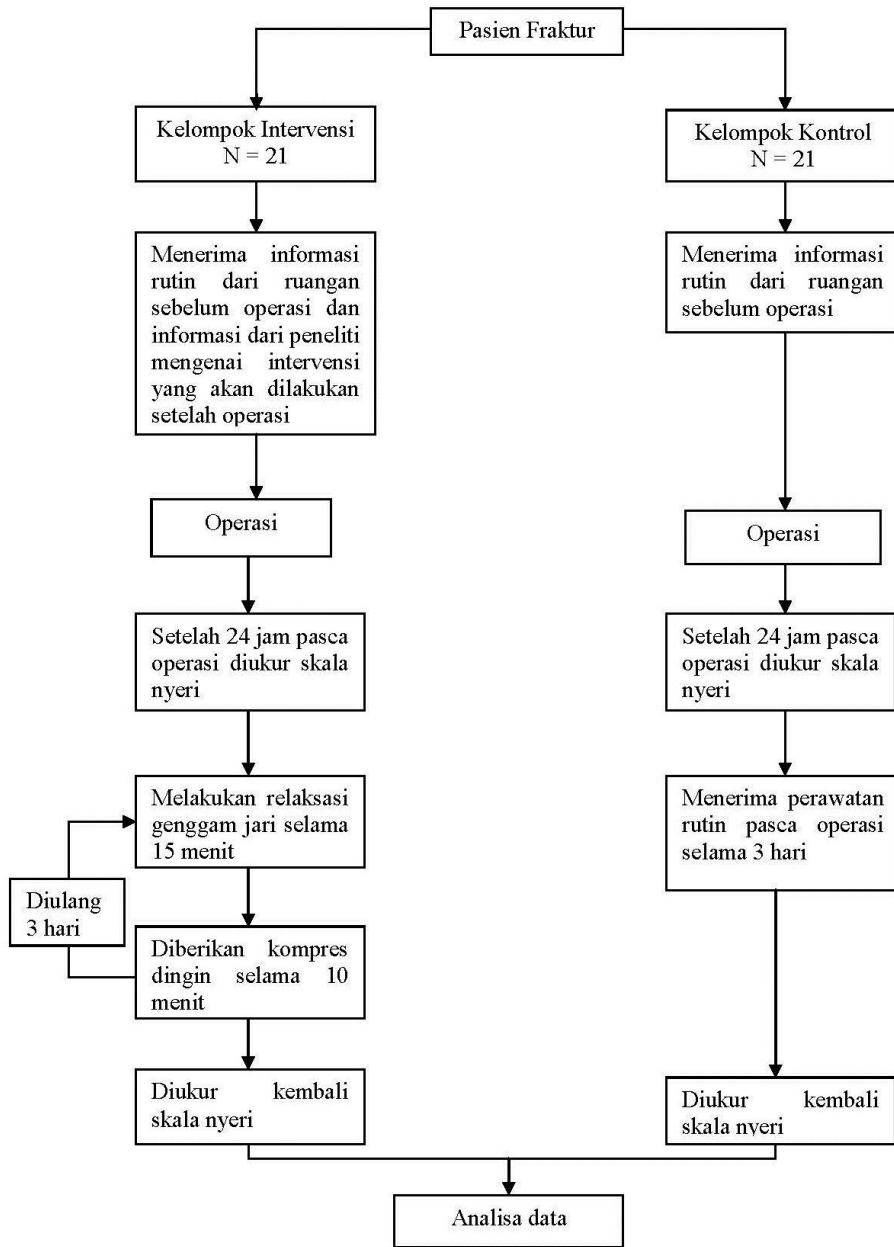 Pasien Fraktur
Kelompok Intervensi
N = 21
Kelompok Kontrol
N = 21
Menerima informasi
rutin dari ruangan
sebelum operasi dan
informasi dari peneliti
mengenai intervensi
yang akan dilakukan
setelah operasi
Menerima informasi
rutin dari ruangan
sebelum operasi
Operasi
Operasi
Setelah 24 jam pasca
operasi diukur skala
nyeri
Setelah 24 jam pasca
operasi diukur skala
nyeri
Melakukan relaksasi
genggam jari selama
15 menit
Menerima perawatan
rutin pasca operasi
selama 3 hari
Diulang
3 hari
Diberikan kompres
dingin selama 10
menit
Diukur kembali
skala nyeri
Diukur kembali
skala nyeri
Analisa data